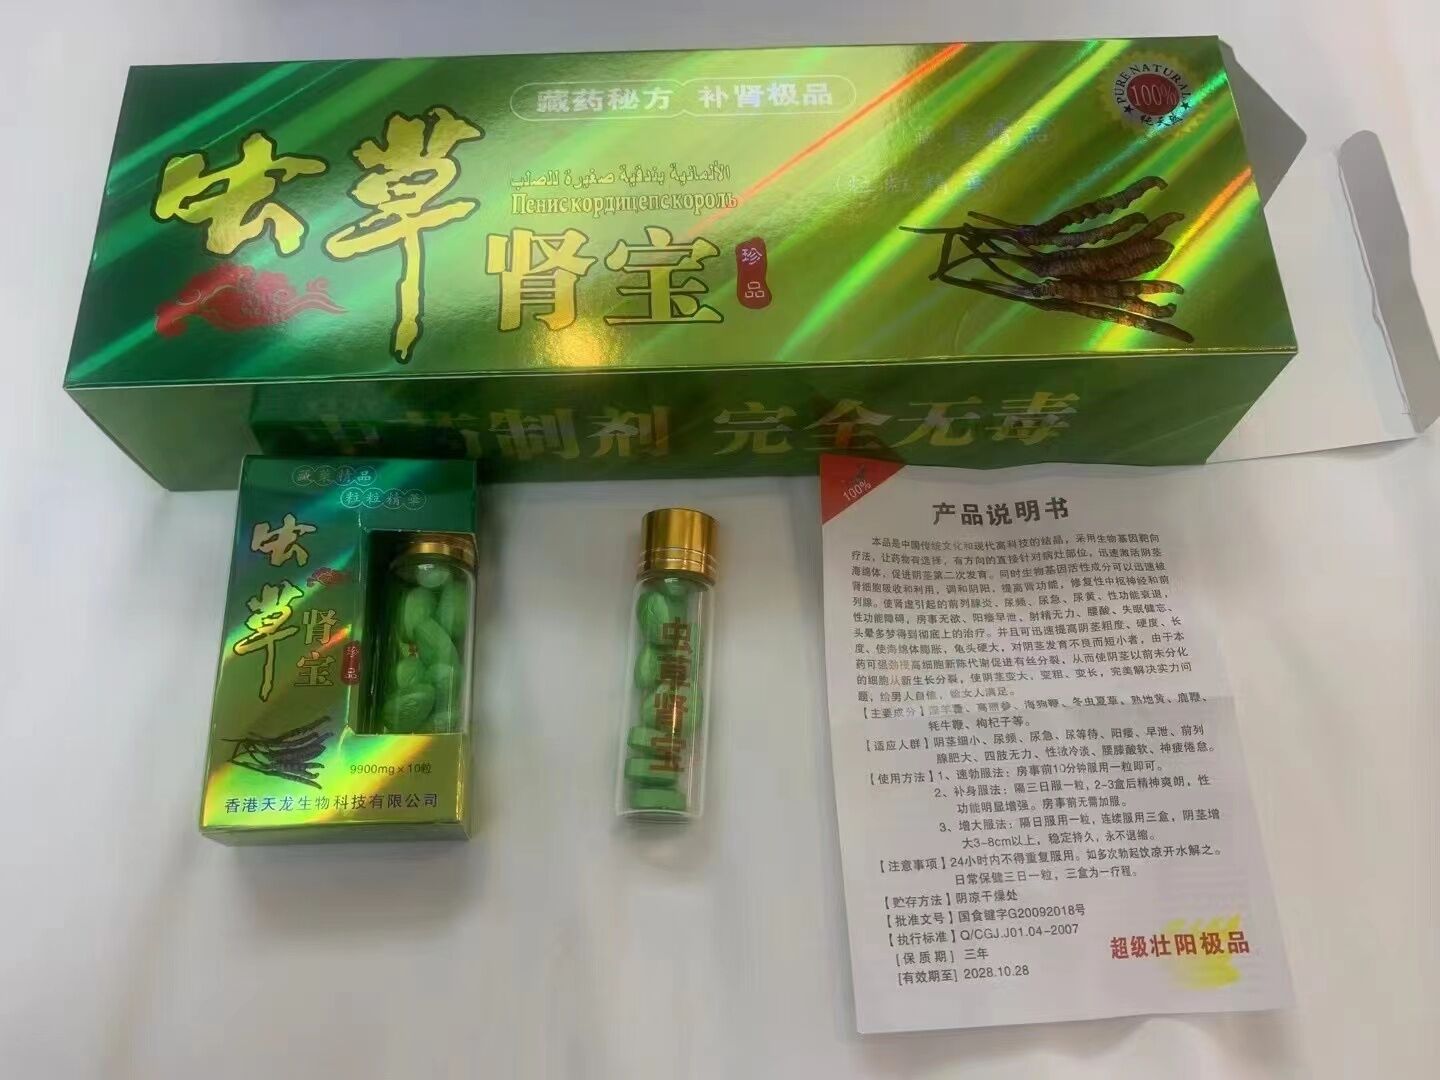 藏药秘方 补肾极品
PURE NATURAL
100%
纯天然
虫草
الألمانية بندقية صغيرة للصلب
Пенис кордицепс король
肾宝
珍品
中药制剂 完全无毒
藏菓精品
粒粒精華
虫草
肾宝
珍品
9900mg×10粒
香港天龙生物科技有限公司
虫草肾宝
100%
产品说明书
本品是中国传统文化和现代高科技的结晶，采用生物基因靶向
疗法，让药物有选择，有方向的直接针对病灶部位，迅速激活阴茎
海绵体，促进阴茎第二次发育。同时生物基因活性成分可以迅速被
肾细胞吸收和利用，调和阴阳，提高肾功能，修复性中枢神经和前
列腺。使肾虚引起的前列腺炎、尿频、尿急、尿黄、性功能衰退，
性功能障碍，房事无欲、阳痿早泄、射精无力、腰酸、失眠健忘、
头晕多梦得到彻底上的治疗。并且可迅速提高阴茎粗度、硬度、长
度、使海绵体膨胀，龟头硬大，对阴茎发育不良而短小者，由于本
药可强劲提高细胞新陈代谢促进有丝分裂，从而使阴茎以前未分化
的细胞从新生长分裂，使阴茎变大、变粗、变长，完美解决实力问
题，给男人自信，给女人满足。
【主要成分】淫羊藿、高丽参、海狗鞭、冬虫夏草、熟地黄、鹿鞭、
牦牛鞭、枸杞子等。
【适应人群】阴茎细小、尿频、尿急、尿等待、阳痿、早泄、前列
腺肥大、四肢无力、性欲冷淡、腰膝酸软、神疲倦怠。
【使用方法】1、速勃服法：房事前10分钟服用一粒即可。
2、补身服法：隔三日服一粒，2-3盒后精神爽朗，性
功能明显增强。房事前无需加服。
3、增大服法：隔日服用一粒，连续服用三盒，阴茎增
大3-8cm以上，稳定持久，永不退缩。
【注意事项】24小时内不得重复服用。如多次勃起饮凉开水解之。
日常保健三日一粒，三盒为一疗程。
【贮存方法】阴凉干燥处
【批准文号】国食健字G20092018号
【执行标准】Q/CGJ.J01.04-2007
[保质期] 三年
[有效期至] 2028.10.28
超级壮阳极品